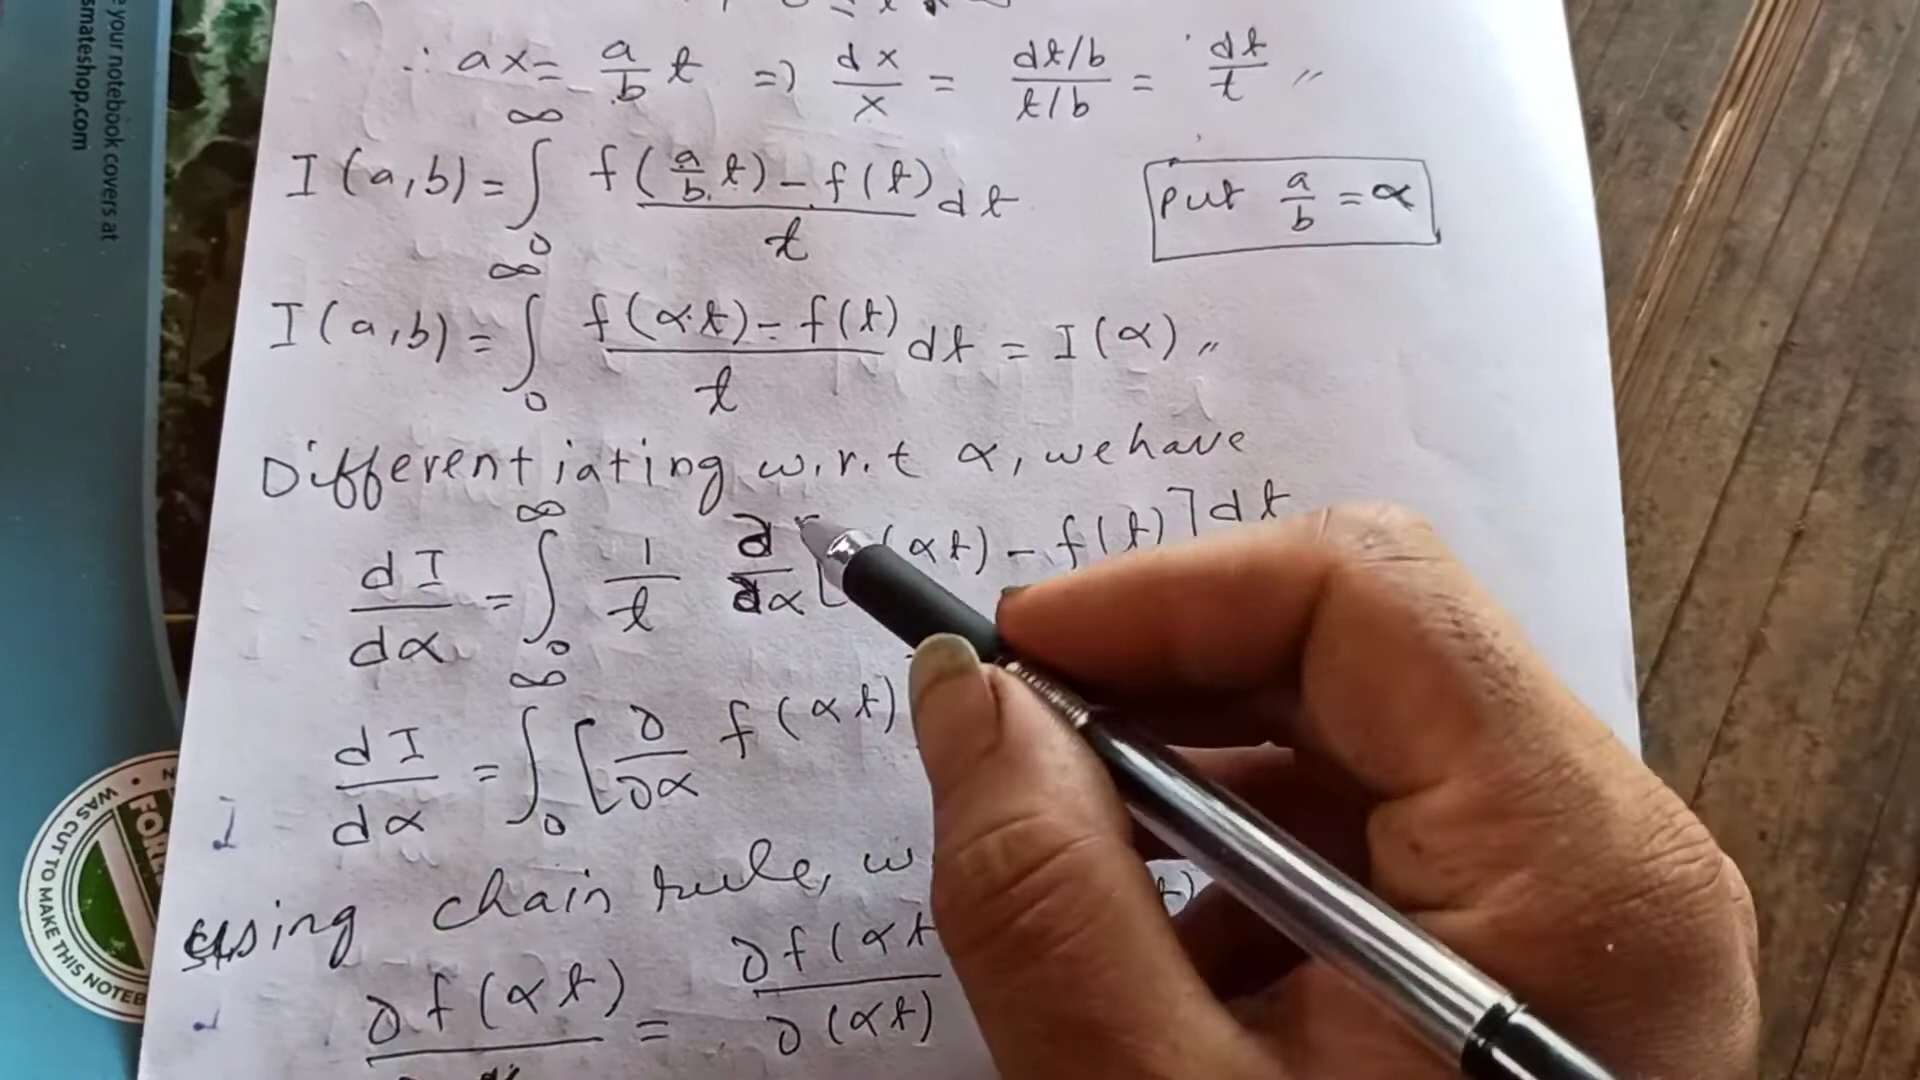 e your notebook covers at
smateshop.com
∴ ax = a/b t => dx/x = dt/b / t/b = dt/t //
I(a,b) = ∫₀^∞ f(a/b t) - f(t) / t dt
put a/b = α
I(a,b) = ∫₀^∞ f(α.t) - f(t) / t dt = I(α) //
Differentiating w.r.t α, we have
dI/dα = ∫₀^∞ 1/t ∂/∂α [ (αt) - f(t)] dt
dI/dα = ∫₀^∞ [∂/∂α f(αt)
using chain rule, w
∂f(αt) / = ∂f(αt / ∂(αt)
WAS CUT TO MAKE THIS NOTEB